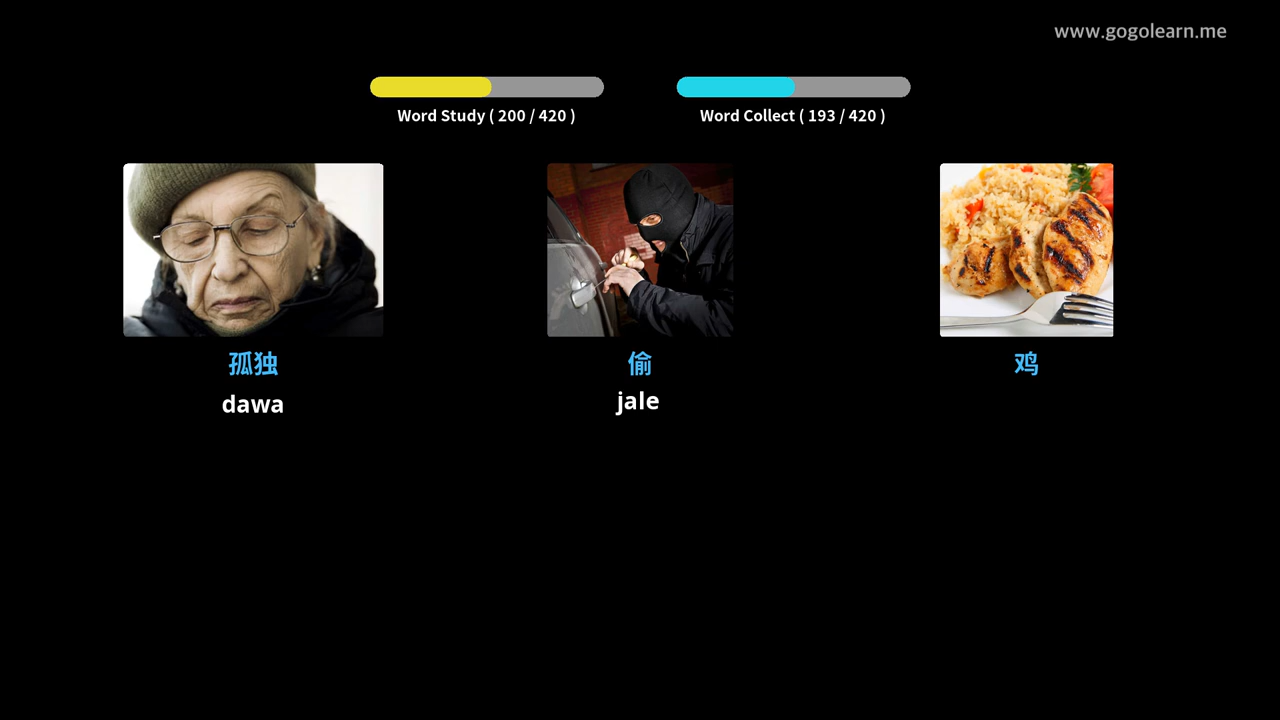 www.gogolearn.me
Word Study ( 200 / 420 )
Word Collect ( 193 / 420 )
孤独
偷
鸡
dawa
jale